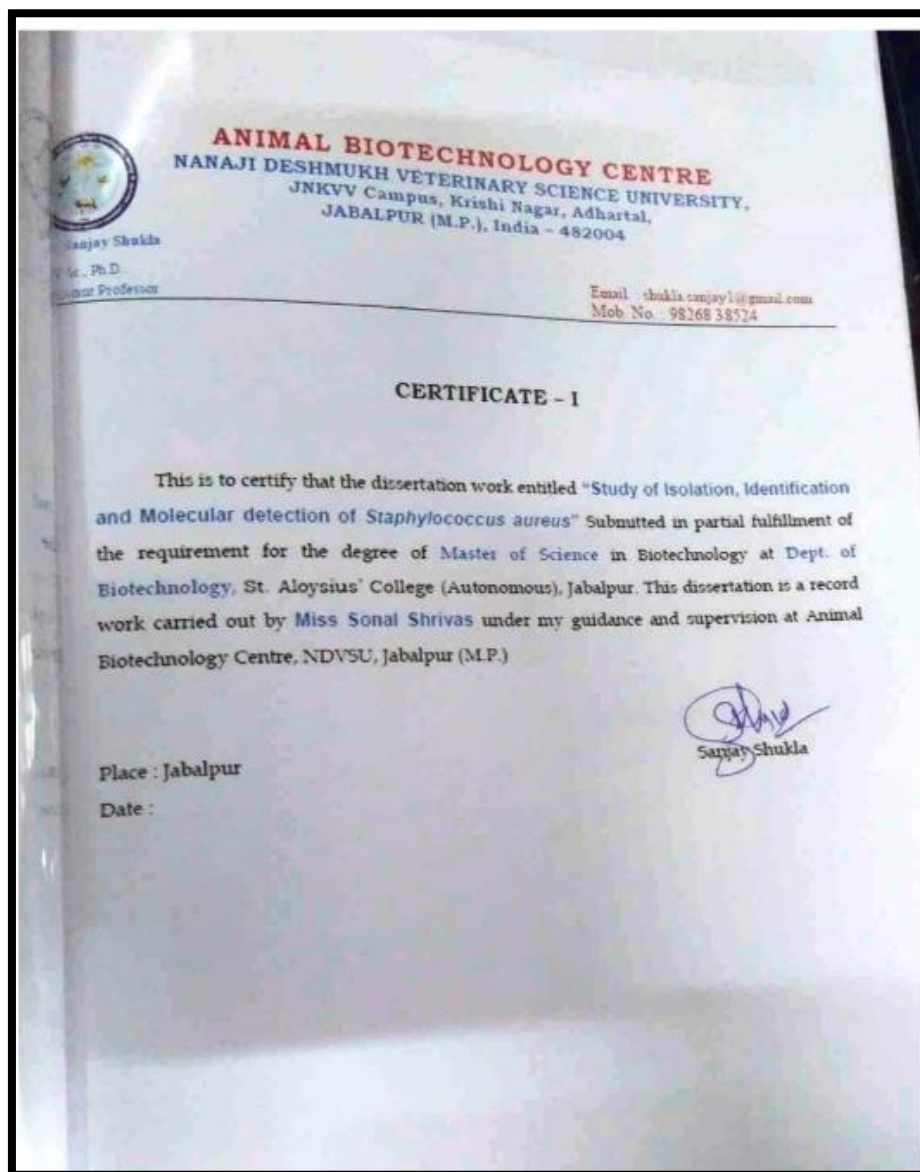 ANIMAL BIOTECHNOLOGY CENTRE
NANAJI DESHMUKH VETERINARY SCIENCE UNIVERSITY,
JNKVV Campus, Krishi Nagar, Adhartal,
JABALPUR (M.P.), India - 482004
Sanjay Shukla
Ph.D.
Professor
Email : shukla.sanjay1@gmail.com
Mob. No. : 98268 38524
CERTIFICATE - I
This is to certify that the dissertation work entitled "Study of Isolation, Identification
and Molecular detection of Staphylococcus aureus" Submitted in partial fulfillment of
the requirement for the degree of Master of Science in Biotechnology at Dept. of
Biotechnology, St. Aloysius' College (Autonomous), Jabalpur. This dissertation is a record
work carried out by Miss Sonal Shrivas under my guidance and supervision at Animal
Biotechnology Centre, NDVSU, Jabalpur (M.P.)
Sanjay Shukla
Place : Jabalpur
Date :